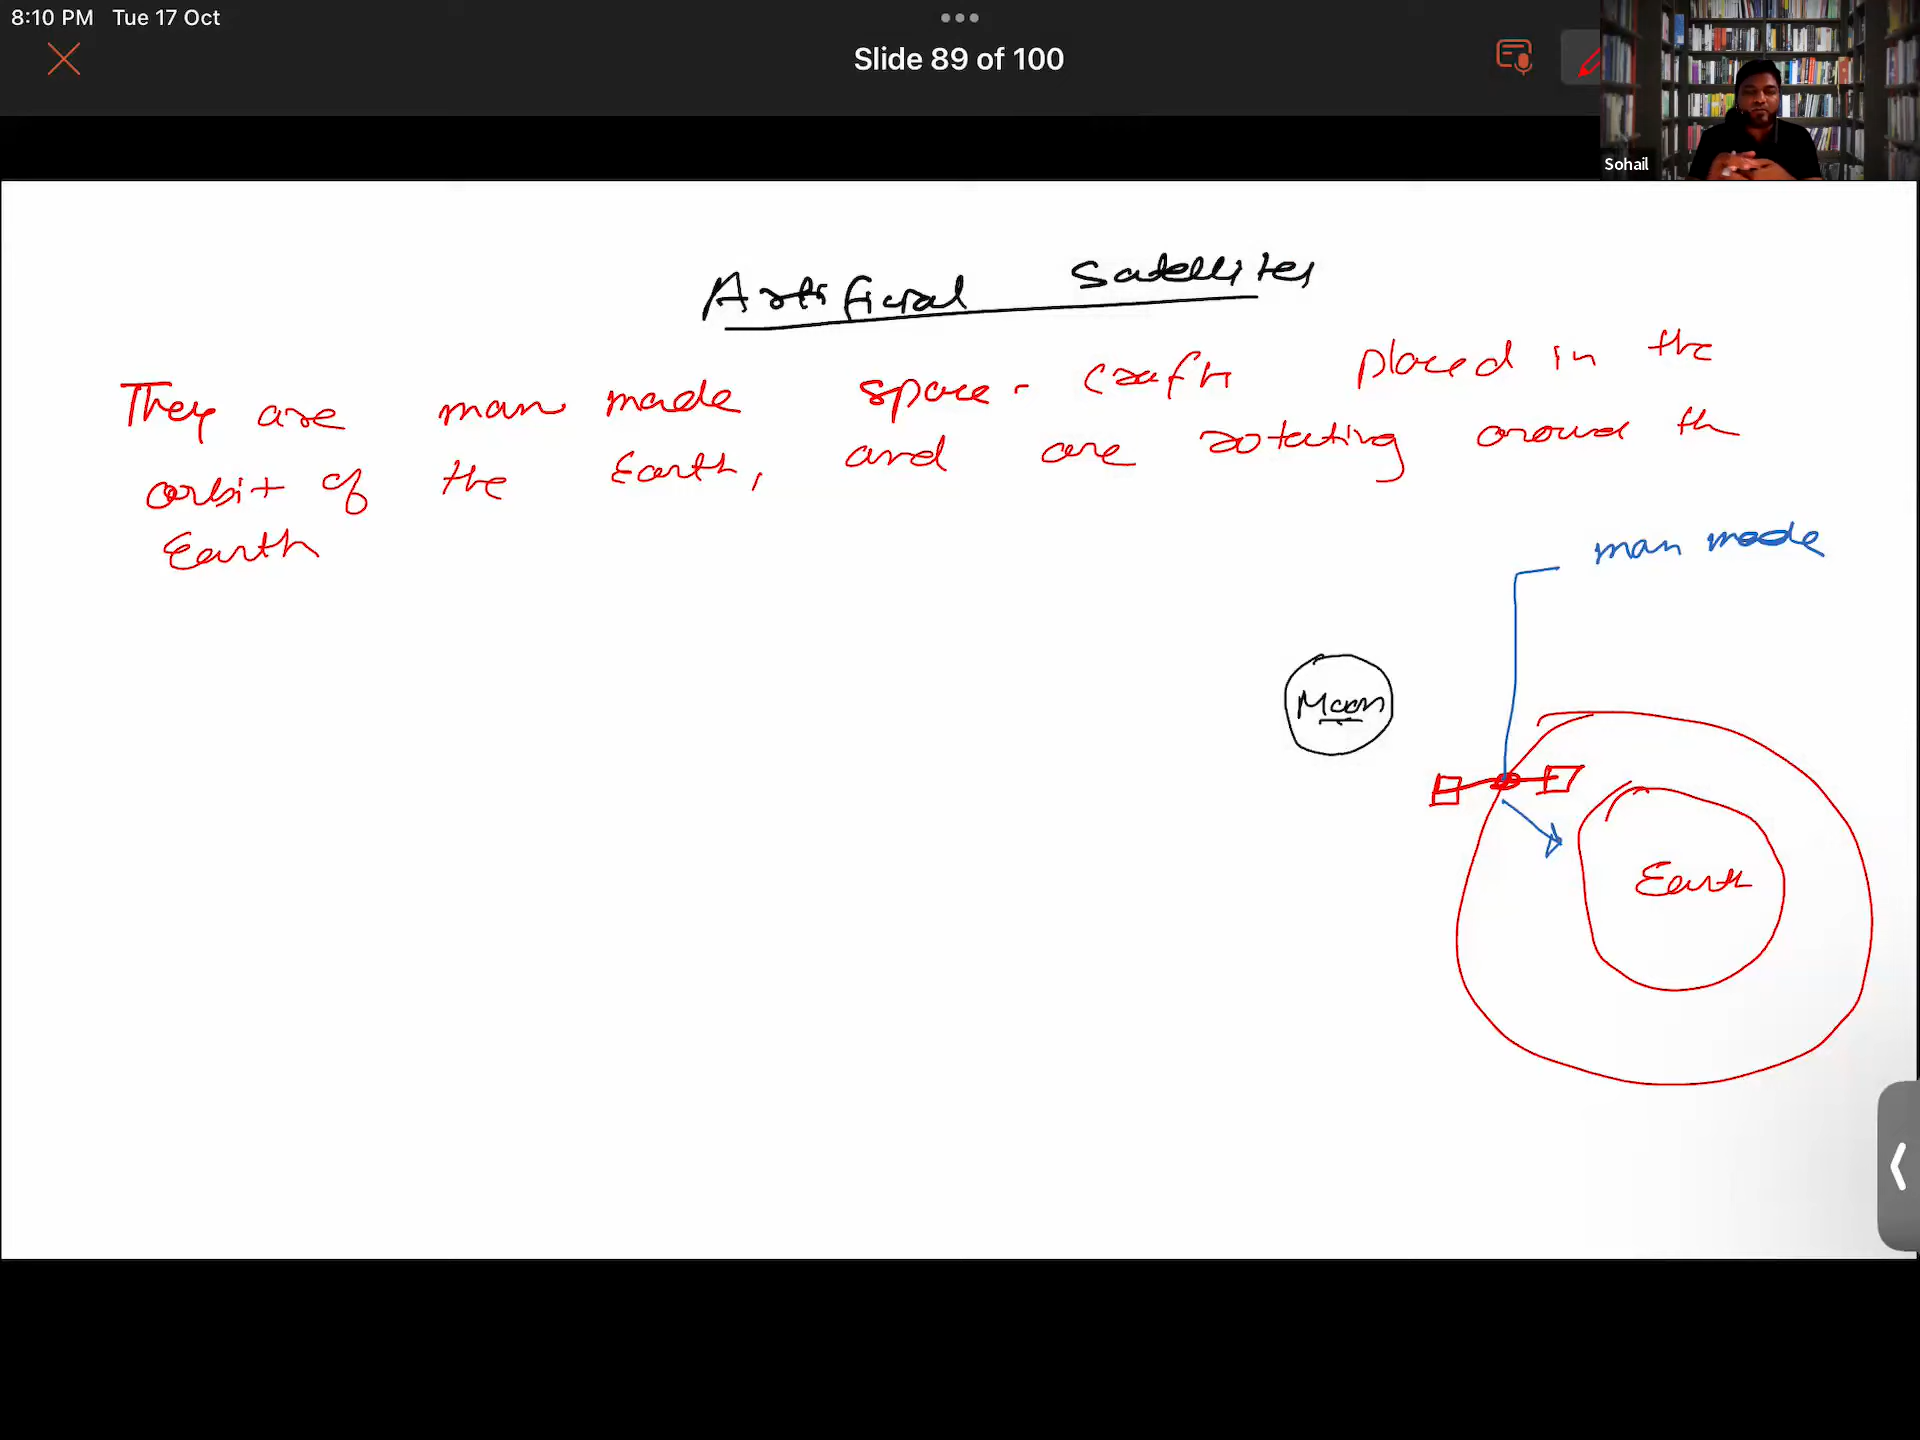 8:10 PM Tue 17 Oct
Slide 89 of 100
Sohail
Artificial Satellites
They are man made space-crafts placed in the
orbit of the Earth, and are rotating around the
Earth
man made
Moon
Earth